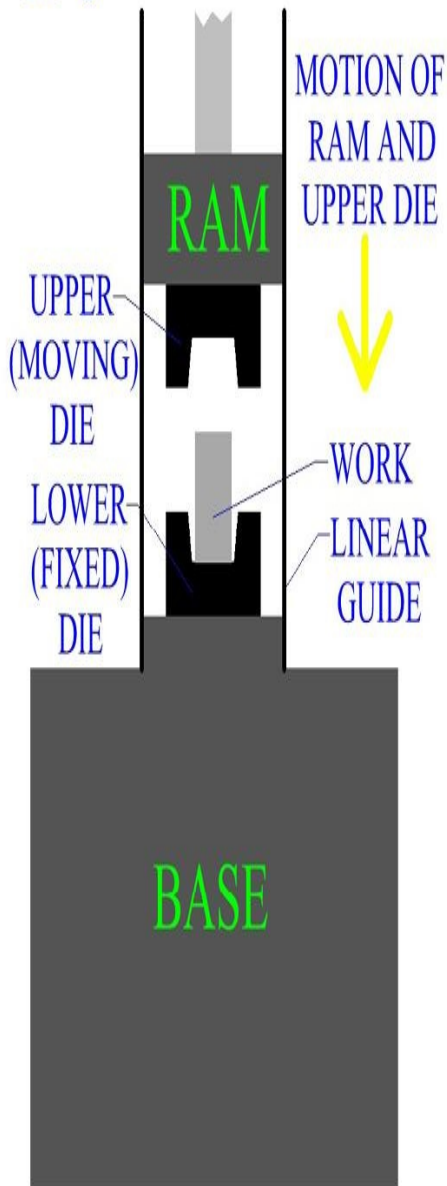 MOTION OF
RAM AND
UPPER DIE
RAM
UPPER
(MOVING)
DIE
WORK
LOWER
(FIXED)
DIE
LINEAR
GUIDE
BASE